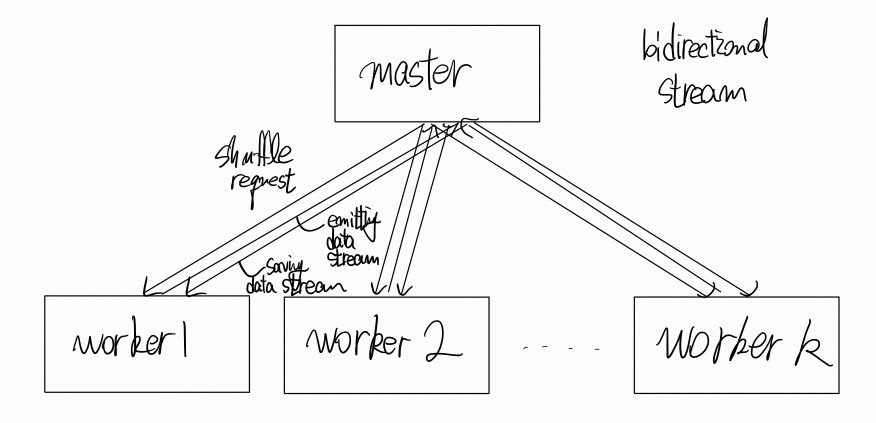 master
bidirectional
stream
shuffle
request
emitting
data
stream
saving
data stream
worker 1
worker 2
worker k